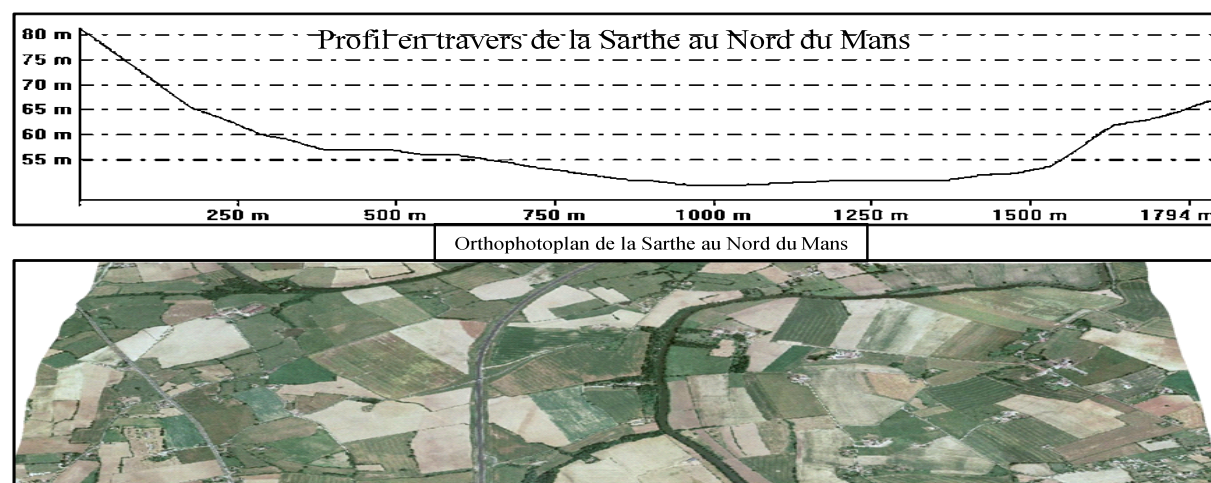 Profil en travers de la Sarthe au Nord du Mans
80 m
75 m
70 m
65 m
60 m
55 m
250 m 500 m 750 m 1000 m 1250 m 1500 m 1794 m
Orthophotoplan de la Sarthe au Nord du Mans